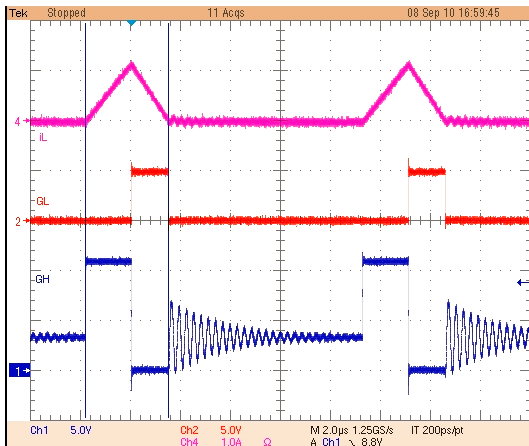 Tek Stopped 11 Acqs 08 Sep 10 16:59:45
4
iL
GL
2
GH
1
Ch1 5.0V Ch2 5.0V M 2.0µs 1.25GS/s IT 200ps/pt
Ch4 1.0A Ω A Ch1 ↘ 8.8V